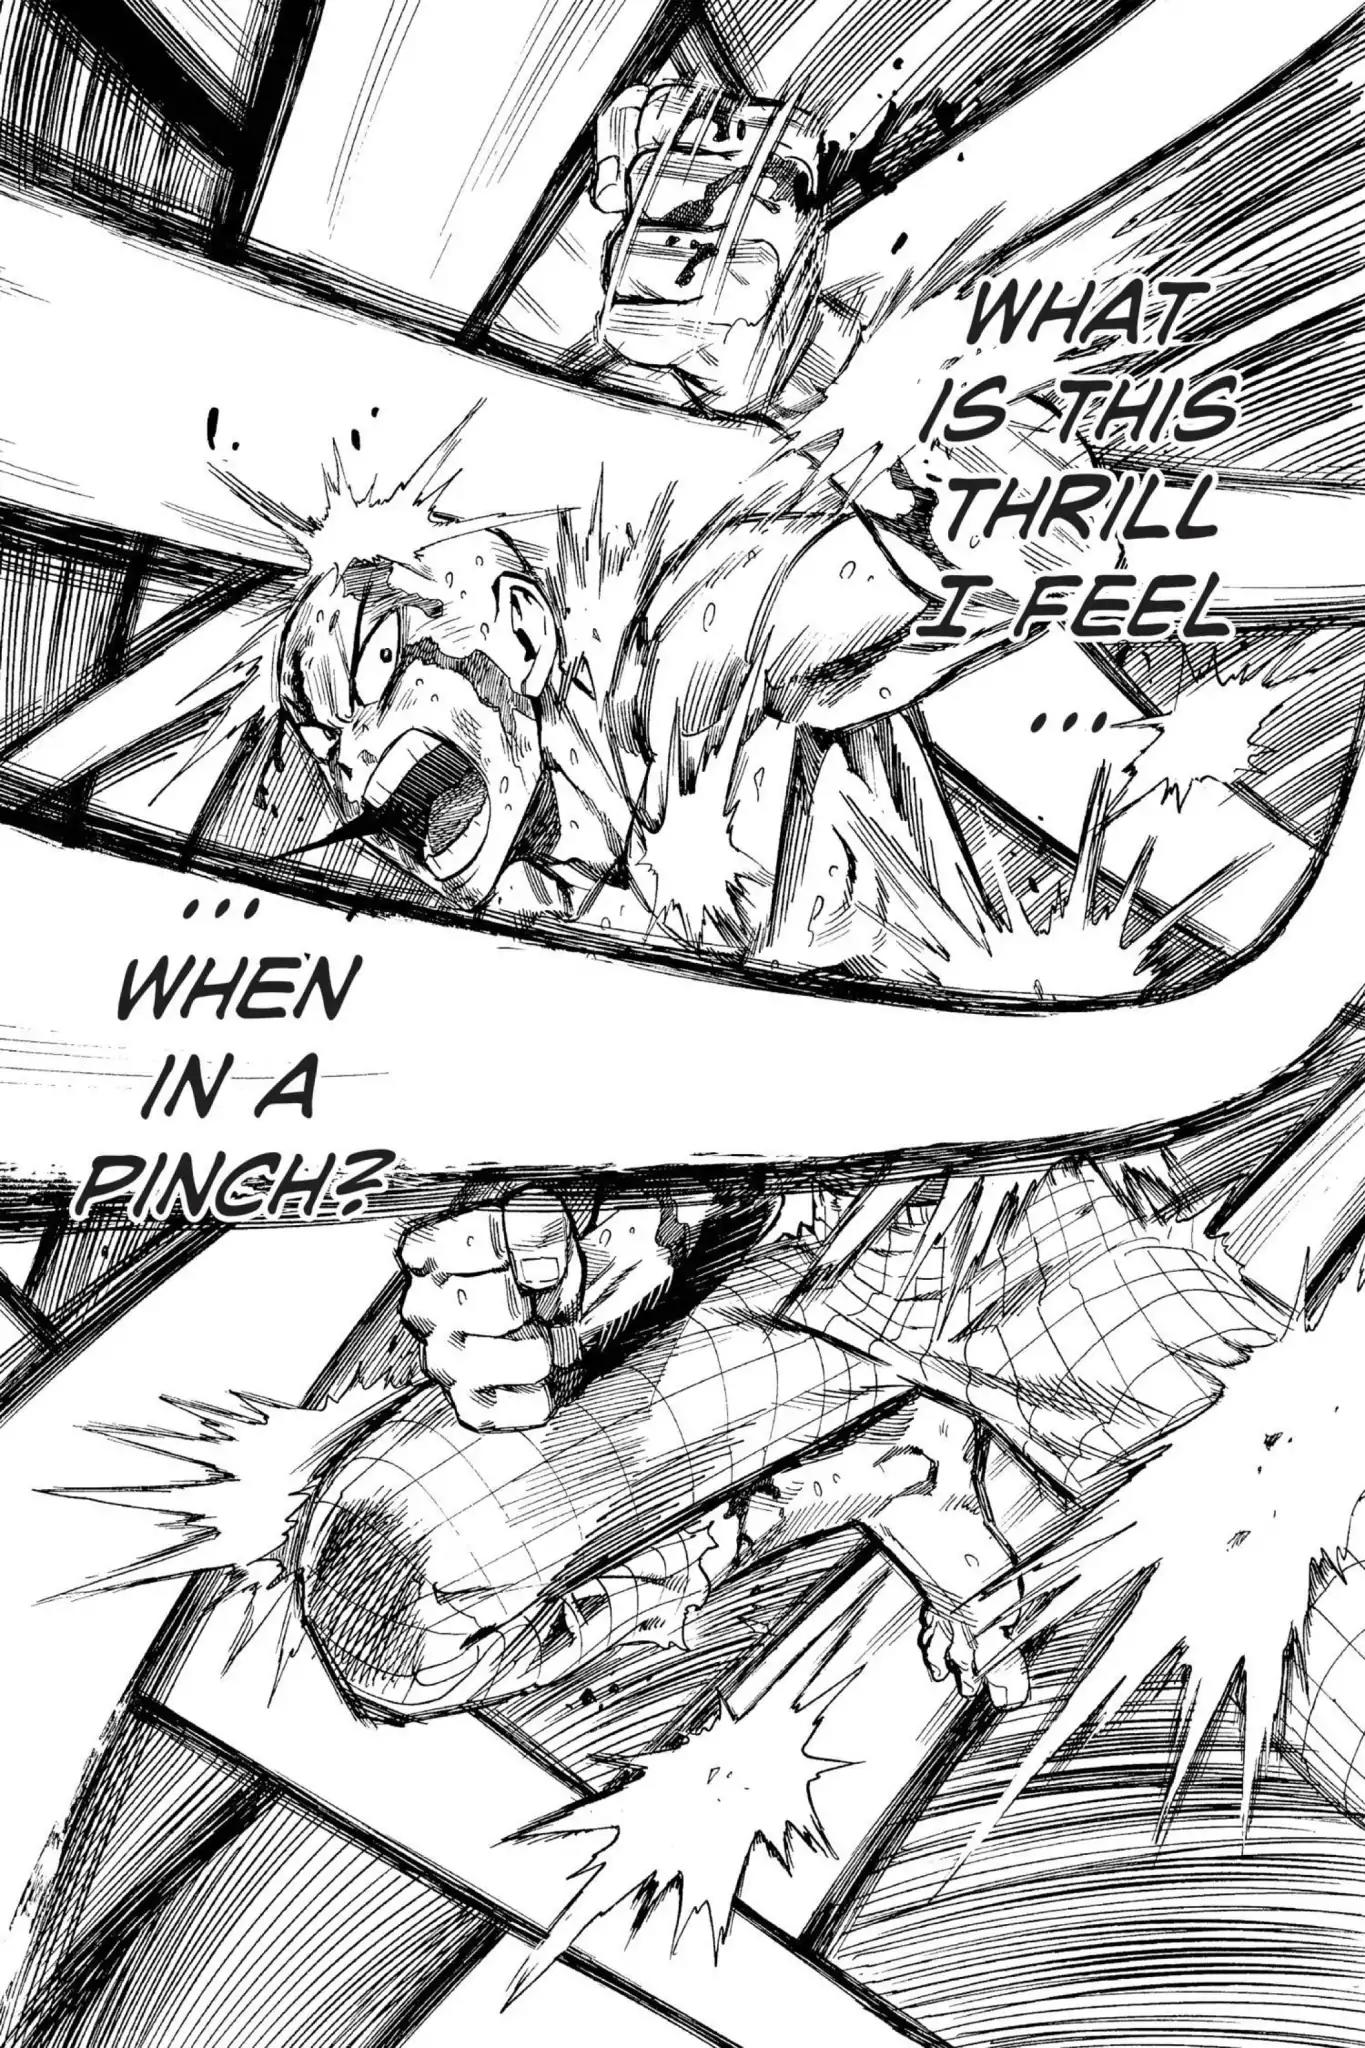 WHAT
IS THIS
THRILL
I FEEL
...
...
WHEN
IN A
PINCH?